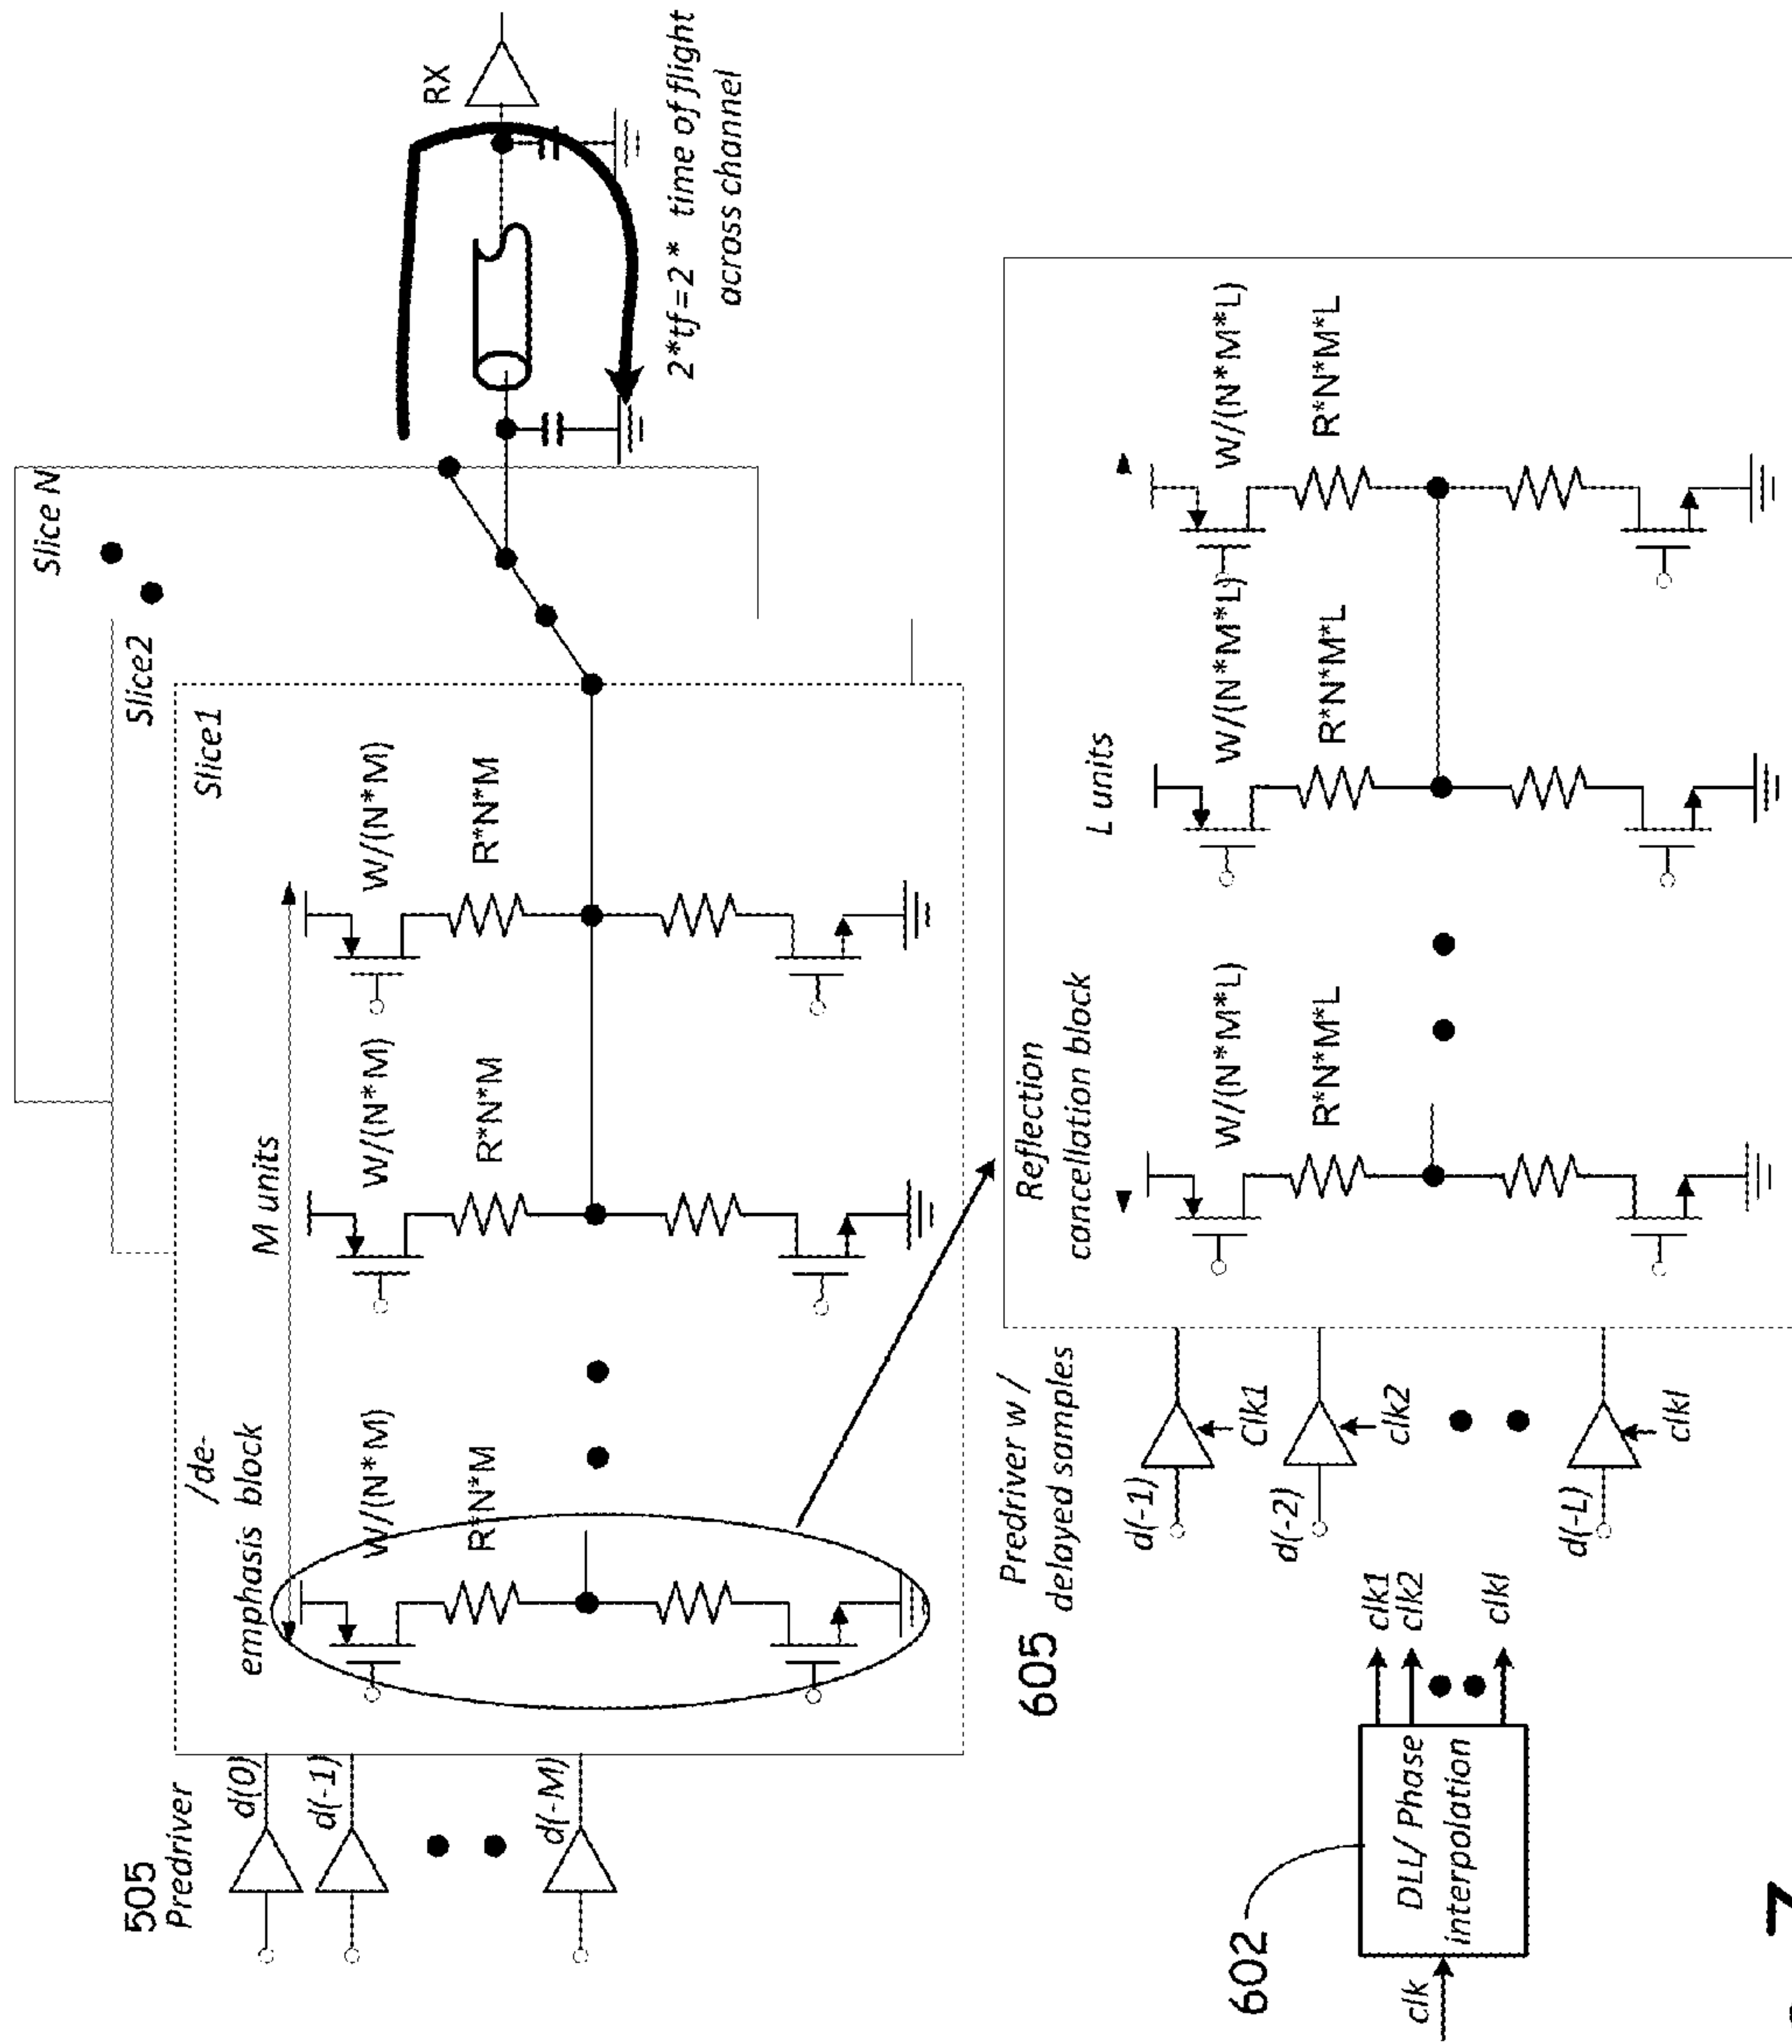 Slice N
Slice2
Slice1
505
Predriver
d(0)
d(-1)
d(-M)
/de-
emphasis block
M units
W/(N*M)
R*N*M
W/(N*M)
R*N*M
W/(N*M)
R*N*M
RX
2*tf=2* time of flight
across channel
602
clk
DLL/ Phase
interpolation
clk1
clk2
clkl
605
Predriver w /
delayed samples
d(-1)
Clk1
d(-2)
clk2
d(-L)
clkl
Reflection
cancellation block
L units
W/(N*M*L)
R*N*M*L
W/(N*M*L)
R*N*M*L
W/(N*M*L)
R*N*M*L
7